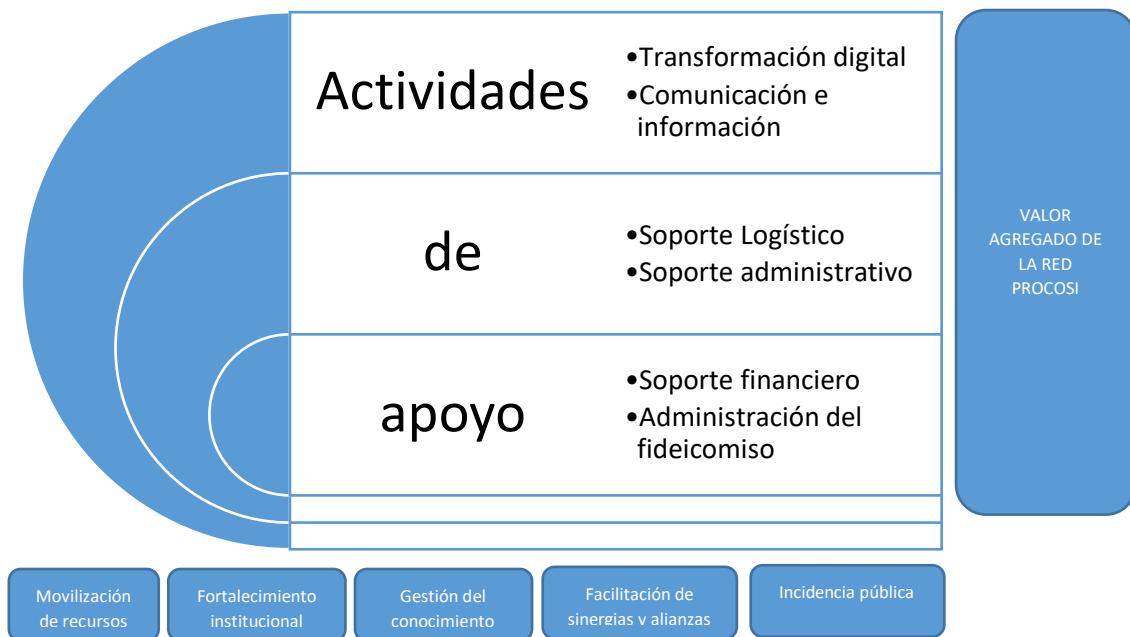 Actividades
•Transformación digital
•Comunicación e
información
de
•Soporte Logístico
•Soporte administrativo
apoyo
•Soporte financiero
•Administración del
fideicomiso
VALOR
AGREGADO DE
LA RED
PROCOSI
Movilización
de recursos
Fortalecimiento
institucional
Gestión del
conocimiento
Facilitación de
sinergias y alianzas
Incidencia pública